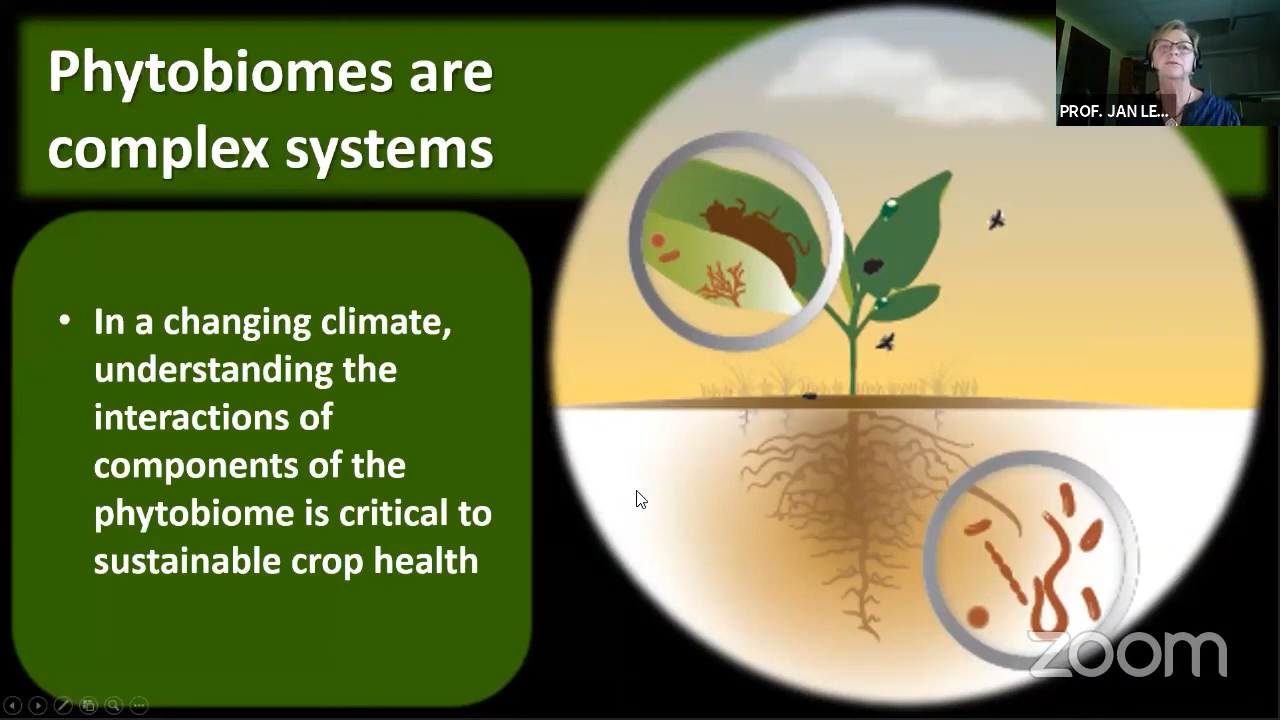 Phytobiomes are
complex systems
PROF. JAN LE...
• In a changing climate,
understanding the
interactions of
components of the
phytobiome is critical to
sustainable crop health
zoom